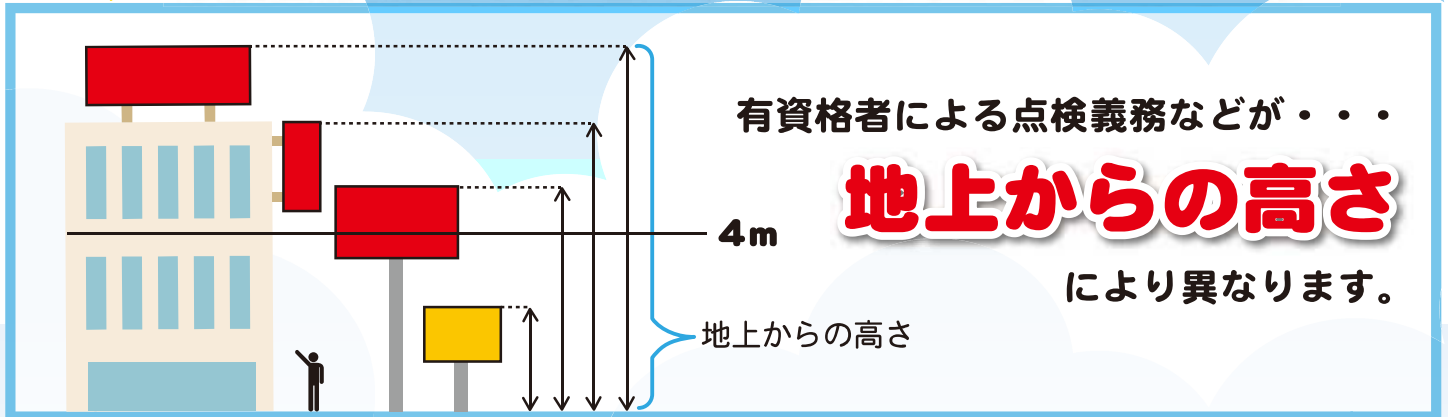 有資格者による点検義務などが・・・
地上からの高さ
により異なります。
4m
地上からの高さ